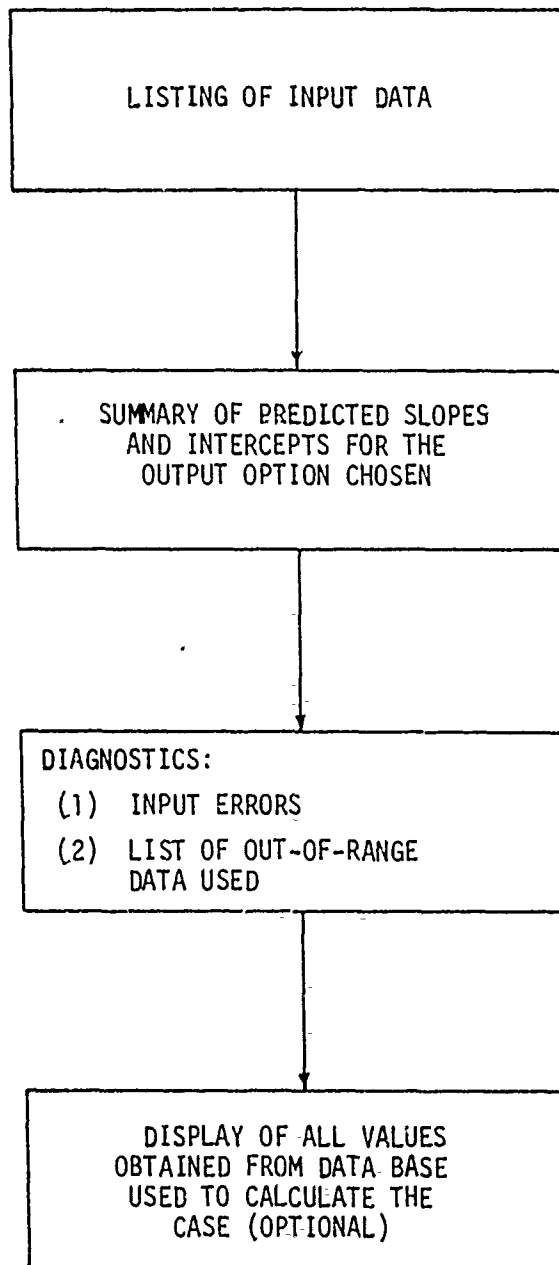 LISTING OF INPUT DATA
SUMMARY OF PREDICTED SLOPES
AND INTERCEPTS FOR THE
OUTPUT OPTION CHOSEN
DIAGNOSTICS:
(1) INPUT ERRORS
(2) LIST OF OUT-OF-RANGE
DATA USED
DISPLAY OF ALL VALUES
OBTAINED FROM DATA BASE
USED TO CALCULATE THE
CASE (OPTIONAL)